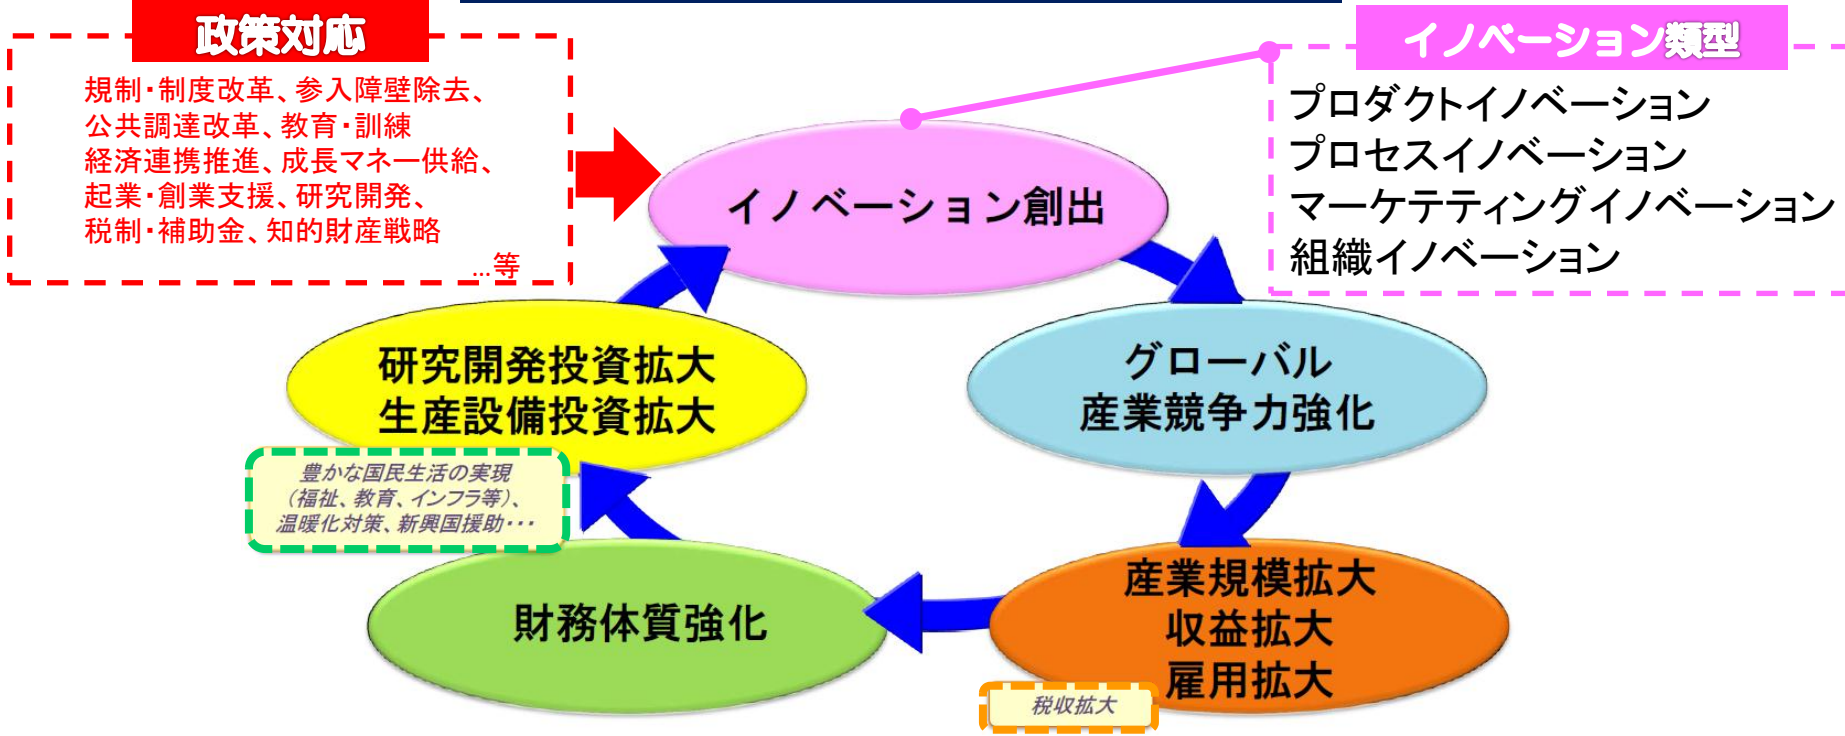 政策対応
規制・制度改革、参入障壁除去、
公共調達改革、教育・訓練
経済連携推進、成長マネー供給、
起業・創業支援、研究開発、
税制・補助金、知的財産戦略
…等
イノベーション類型
プロダクトイノベーション
プロセスイノベーション
マーケテティングイノベーション
組織イノベーション
イノベーション創出
グローバル
産業競争力強化
産業規模拡大
収益拡大
雇用拡大
税収拡大
財務体質強化
豊かな国民生活の実現
（福祉、教育、インフラ等）、
温暖化対策、新興国援助・・・
研究開発投資拡大
生産設備投資拡大